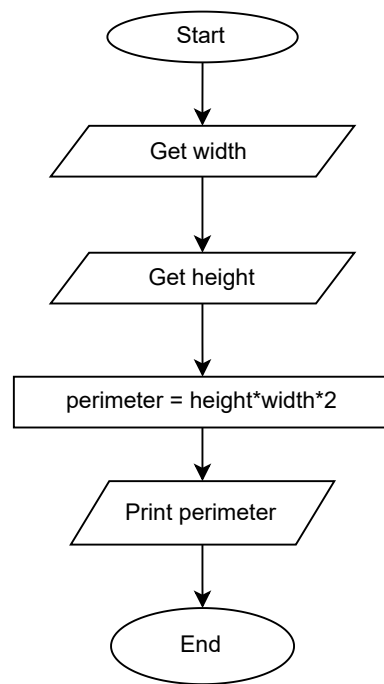 Start
Get width
Get height
perimeter = height*width*2
Print perimeter
End